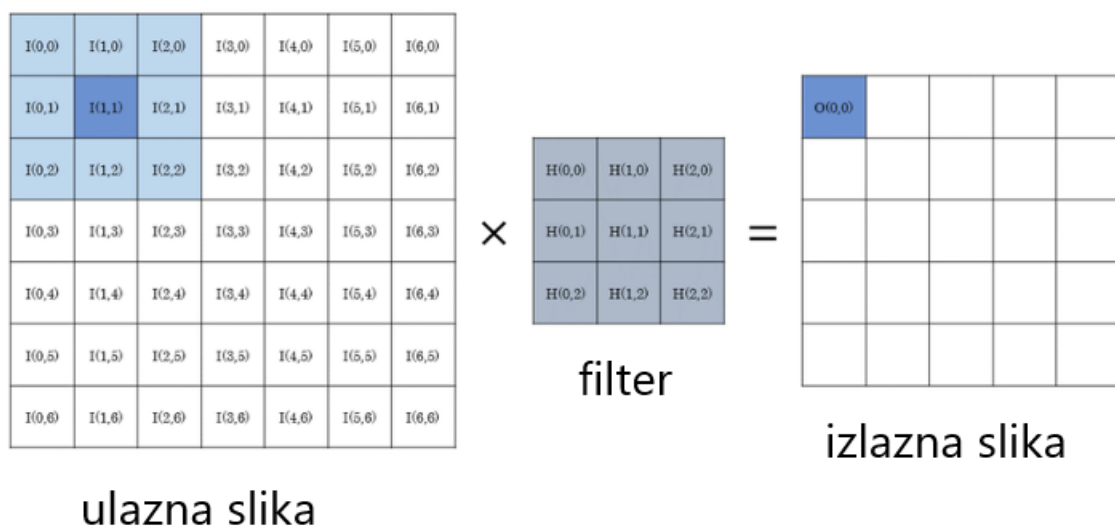 I(0,0) I(1,0) I(2,0) I(3,0) I(4,0) I(5,0) I(6,0)
I(0,1) I(1,1) I(2,1) I(3,1) I(4,1) I(5,1) I(6,1)
I(0,2) I(1,2) I(2,2) I(3,2) I(4,2) I(5,2) I(6,2)
I(0,3) I(1,3) I(2,3) I(3,3) I(4,3) I(5,3) I(6,3)
I(0,4) I(1,4) I(2,4) I(3,4) I(4,4) I(5,4) I(6,4)
I(0,5) I(1,5) I(2,5) I(3,5) I(4,5) I(5,5) I(6,5)
I(0,6) I(1,6) I(2,6) I(3,6) I(4,6) I(5,6) I(6,6)
ulazna slika
×
H(0,0) H(1,0) H(2,0)
H(0,1) H(1,1) H(2,1)
H(0,2) H(1,2) H(2,2)
filter
=
O(0,0)
izlazna slika